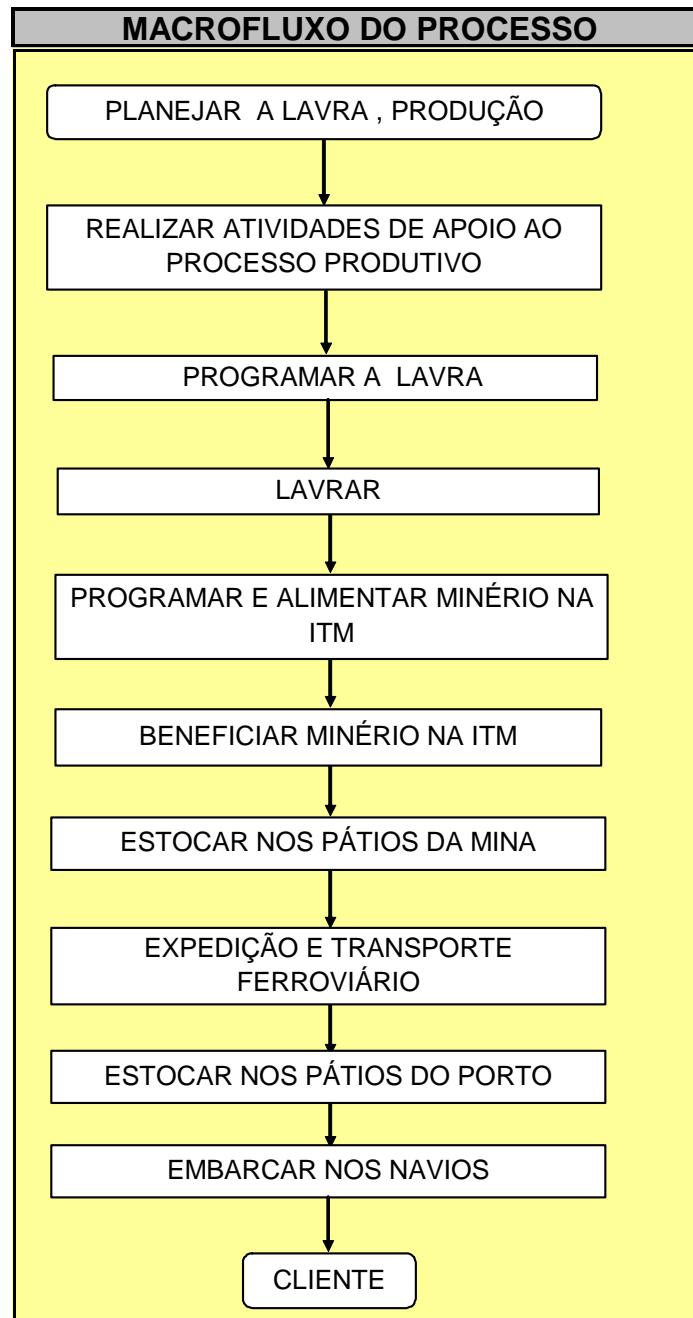 MACROFLUXO DO PROCESSO
PLANEJAR A LAVRA , PRODUÇÃO
REALIZAR ATIVIDADES DE APOIO AO
PROCESSO PRODUTIVO
PROGRAMAR A LAVRA
LAVRAR
PROGRAMAR E ALIMENTAR MINÉRIO NA
ITM
BENEFICIAR MINÉRIO NA ITM
ESTOCAR NOS PÁTIOS DA MINA
EXPEDIÇÃO E TRANSPORTE
FERROVIÁRIO
ESTOCAR NOS PÁTIOS DO PORTO
EMBARCAR NOS NAVIOS
CLIENTE